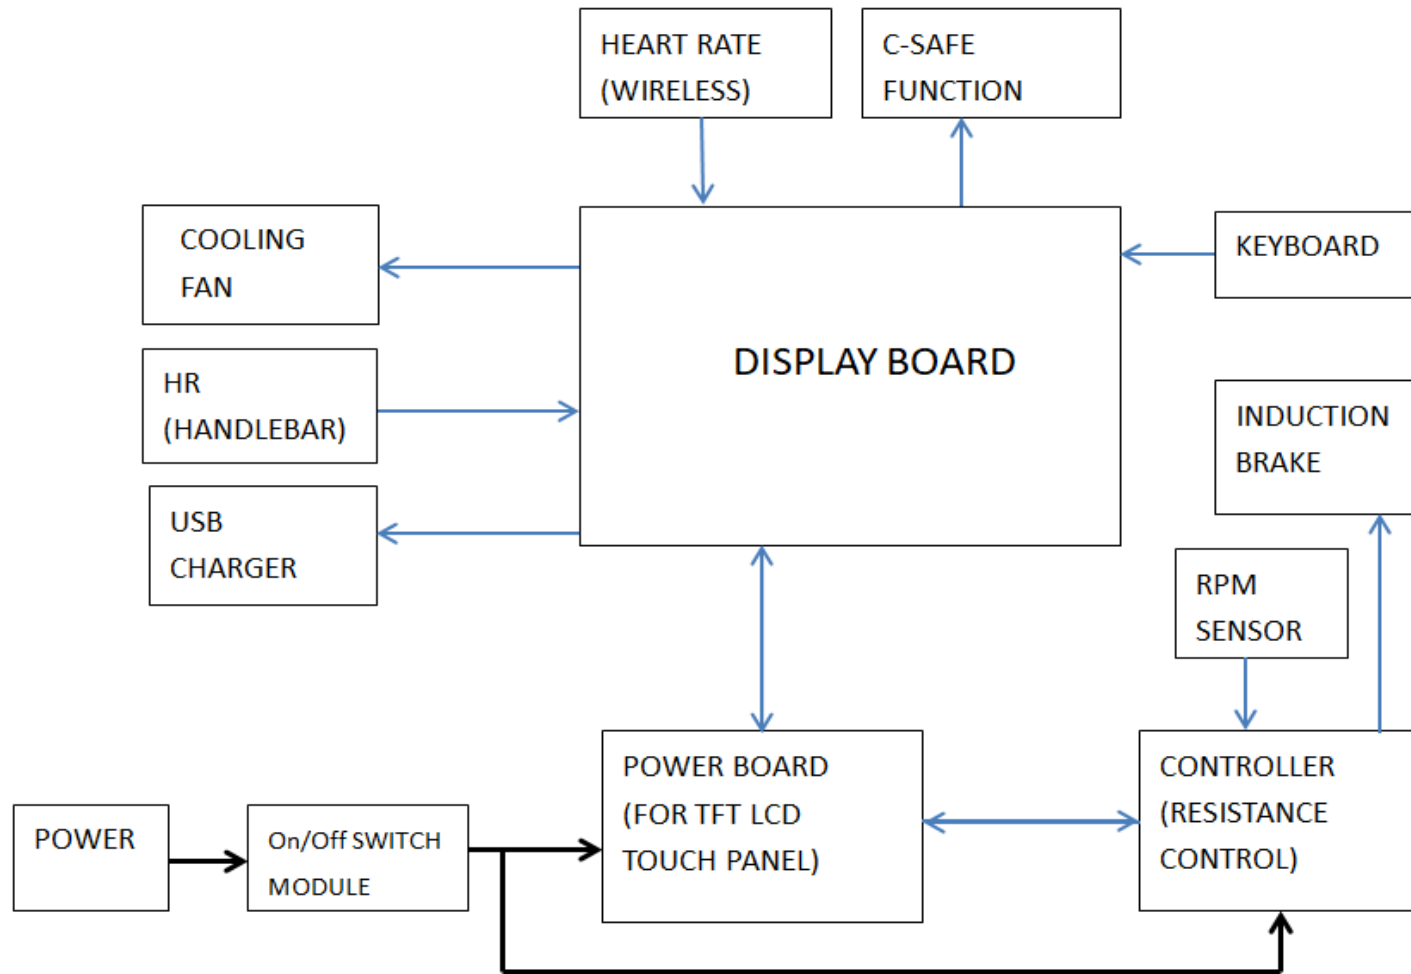 HEART RATE
(WIRELESS)
C-SAFE
FUNCTION
COOLING
FAN
KEYBOARD
DISPLAY BOARD
HR
(HANDLEBAR)
INDUCTION
BRAKE
USB
CHARGER
RPM
SENSOR
POWER BOARD
(FOR TFT LCD
TOUCH PANEL)
CONTROLLER
(RESISTANCE
CONTROL)
POWER
On/Off SWITCH
MODULE